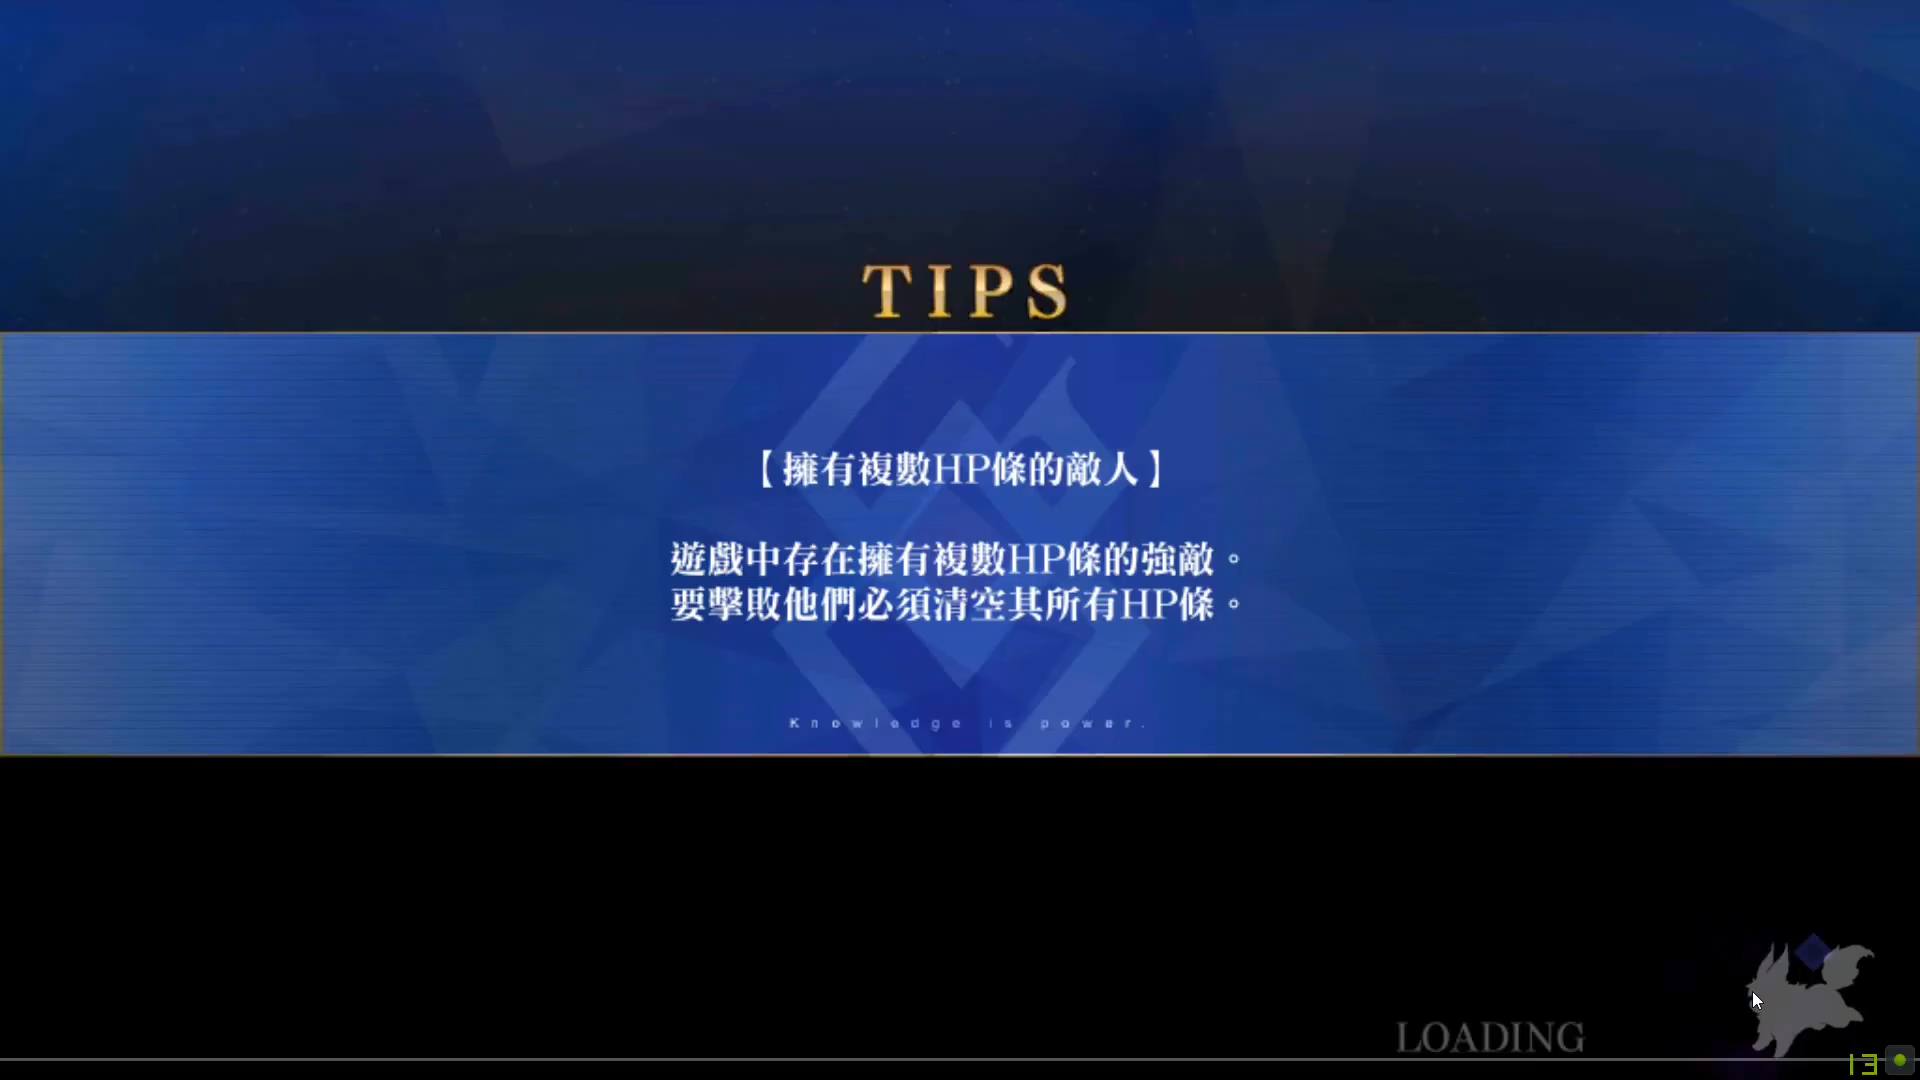 TIPS
【擁有複數HP條的敵人】
遊戲中存在擁有複數HP條的強敵。
要擊敗他們必須清空其所有HP條。
Knowledge is power.
LOADING
13